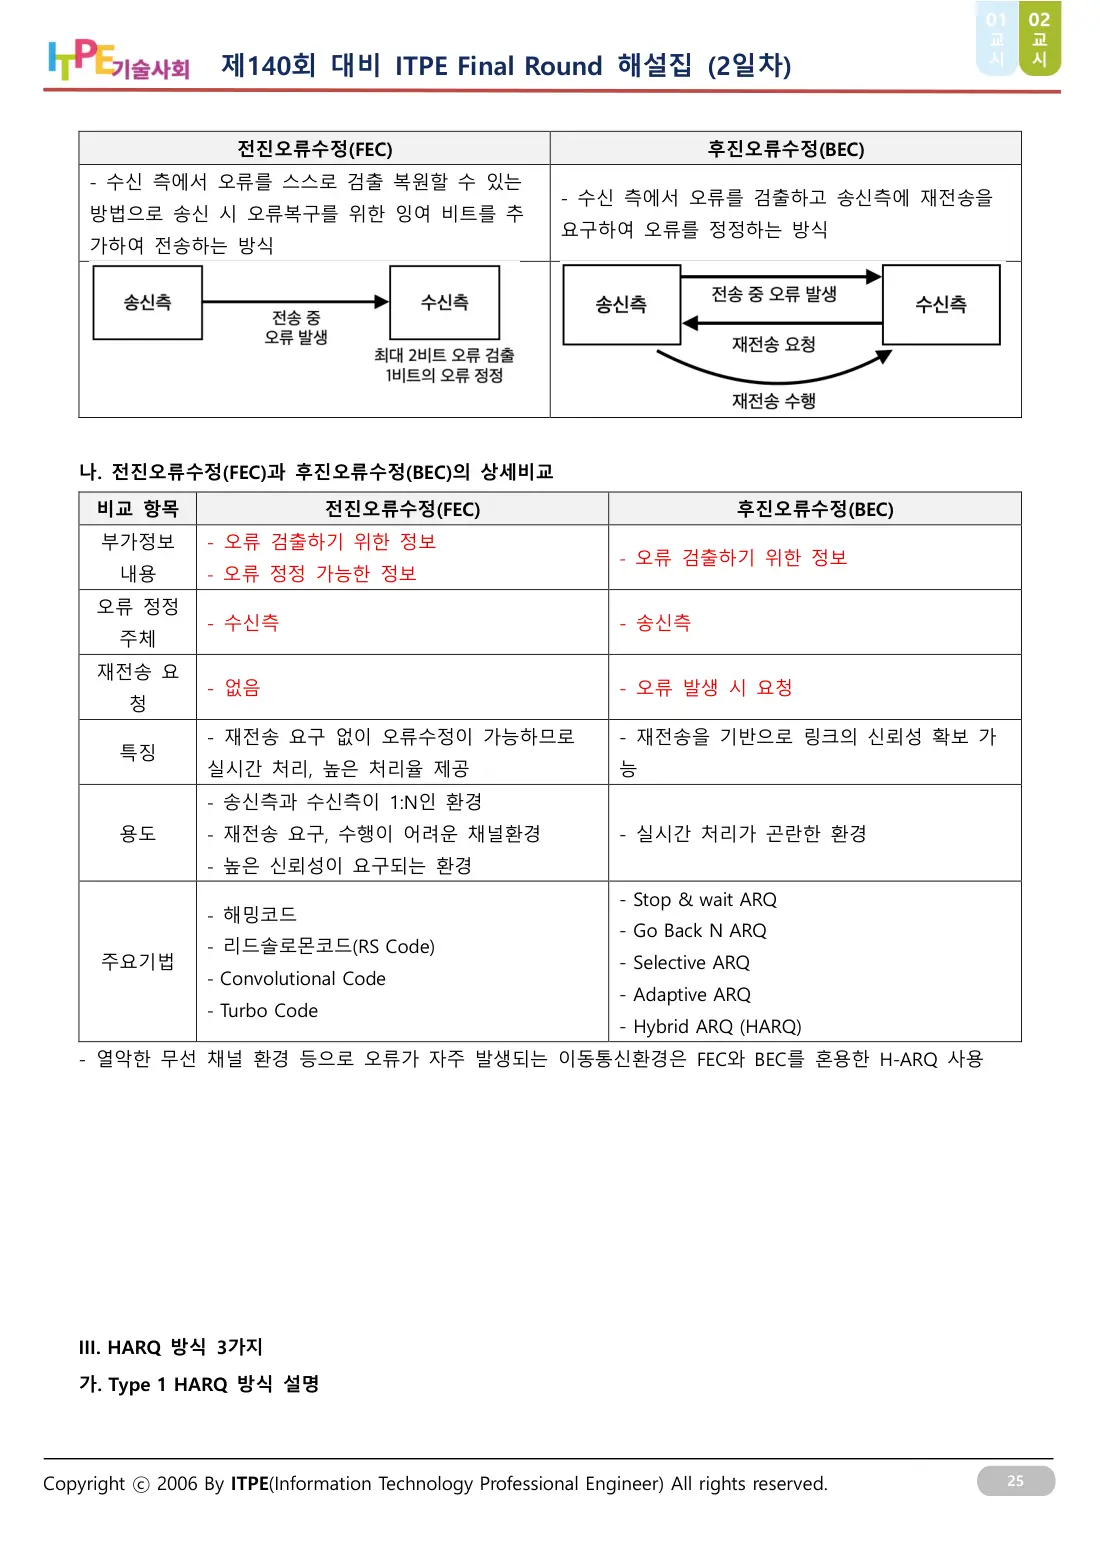 01
교
시
02
교
시
ITPE기술사회
제140회 대비 ITPE Final Round 해설집 (2일차)
전진오류수정(FEC)
후진오류수정(BEC)
- 수신 측에서 오류를 스스로 검출 복원할 수 있는
방법으로 송신 시 오류복구를 위한 잉여 비트를 추
가하여 전송하는 방식
- 수신 측에서 오류를 검출하고 송신측에 재전송을
요구하여 오류를 정정하는 방식
송신측
전송 중
오류 발생
수신측
최대 2비트 오류 검출
1비트의 오류 정정
송신측
전송 중 오류 발생
재전송 요청
재전송 수행
수신측
나. 전진오류수정(FEC)과 후진오류수정(BEC)의 상세비교
비교 항목
전진오류수정(FEC)
후진오류수정(BEC)
부가정보
내용
- 오류 검출하기 위한 정보
- 오류 정정 가능한 정보
- 오류 검출하기 위한 정보
오류 정정
주체
- 수신측
- 송신측
재전송 요
청
- 없음
- 오류 발생 시 요청
특징
- 재전송 요구 없이 오류수정이 가능하므로
실시간 처리, 높은 처리율 제공
- 재전송을 기반으로 링크의 신뢰성 확보 가
능
용도
- 송신측과 수신측이 1:N인 환경
- 재전송 요구, 수행이 어려운 채널환경
- 높은 신뢰성이 요구되는 환경
- 실시간 처리가 곤란한 환경
주요기법
- 해밍코드
- 리드솔로몬코드(RS Code)
- Convolutional Code
- Turbo Code
- Stop & wait ARQ
- Go Back N ARQ
- Selective ARQ
- Adaptive ARQ
- Hybrid ARQ (HARQ)
- 열악한 무선 채널 환경 등으로 오류가 자주 발생되는 이동통신환경은 FEC와 BEC를 혼용한 H-ARQ 사용
III. HARQ 방식 3가지
가. Type 1 HARQ 방식 설명
Copyright ⓒ 2006 By ITPE(Information Technology Professional Engineer) All rights reserved.
25